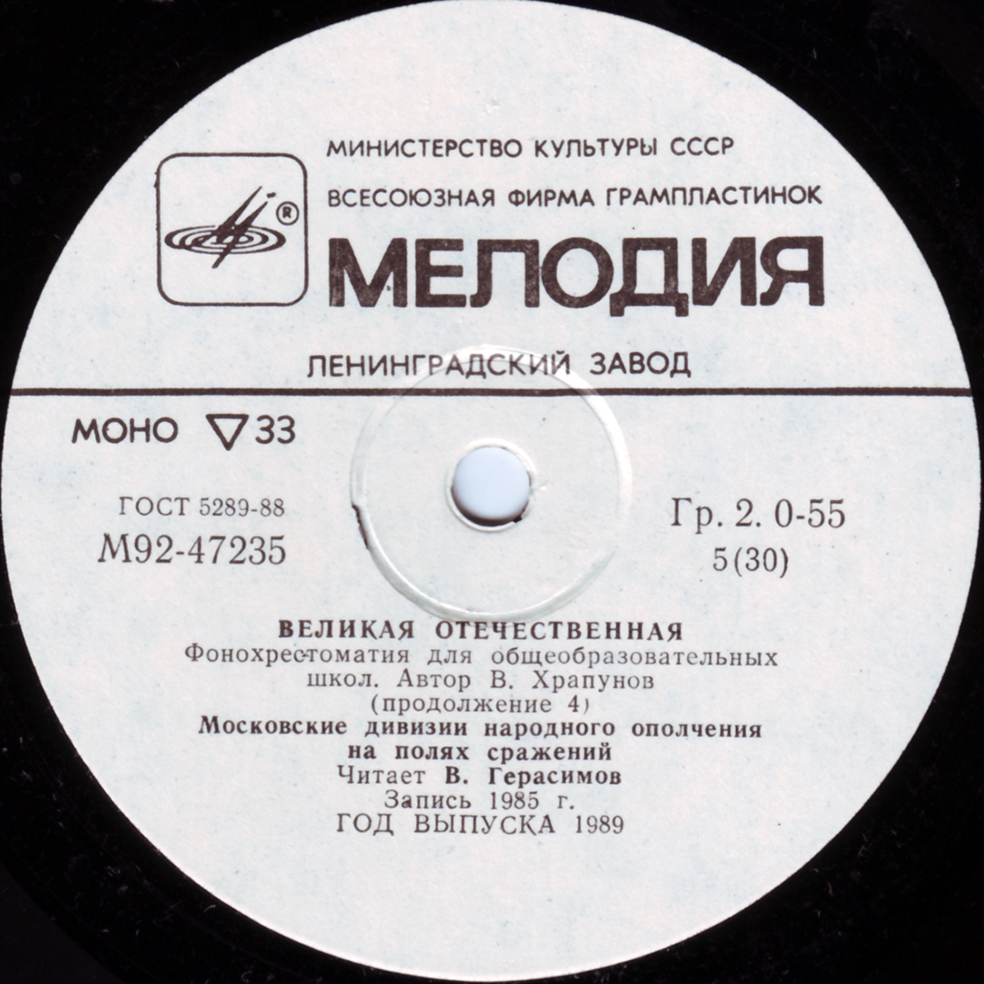 МИНИСТЕРСТВО КУЛЬТУРЫ СССР
ВСЕСОЮЗНАЯ ФИРМА ГРАМПЛАСТИНОК
®
МЕЛОДИЯ
ЛЕНИНГРАДСКИЙ ЗАВОД
МОНО ▽33
ГОСТ 5289-88
М92-47235
Гр. 2. 0-55
5(30)
ВЕЛИКАЯ ОТЕЧЕСТВЕННАЯ
Фонохрестоматия для общеобразовательных
школ. Автор В. Храпунов
(продолжение 4)
Московские дивизии народного ополчения
на полях сражений
Читает В. Герасимов
Запись 1985 г.
ГОД ВЫПУСКА 1989